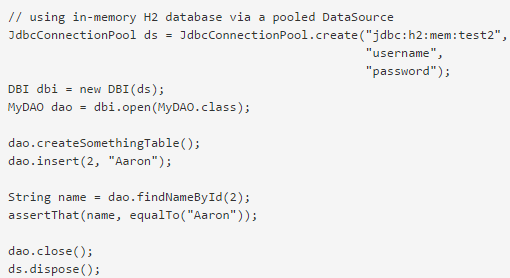 // using in-memory H2 database via a pooled DataSource
JdbcConnectionPool ds = JdbcConnectionPool.create("jdbc:h2:mem:test2",
                                                  "username",
                                                  "password");
DBI dbi = new DBI(ds);
MyDAO dao = dbi.open(MyDAO.class);

dao.createSomethingTable();
dao.insert(2, "Aaron");

String name = dao.findNameById(2);
assertThat(name, equalTo("Aaron"));

dao.close();
ds.dispose();